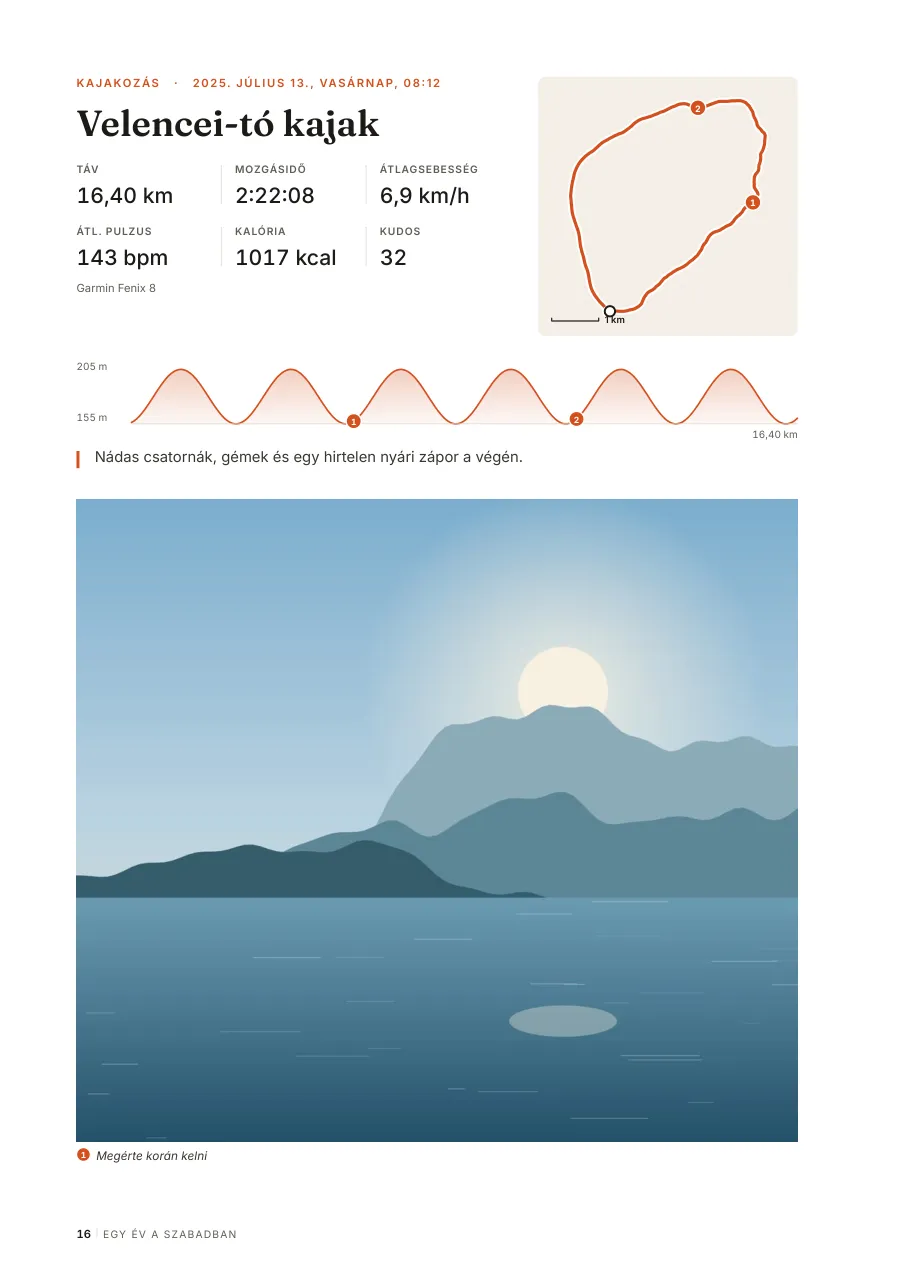 KAJAKOZÁS · 2025. JÚLIUS 13., VASÁRNAP, 08:12
Velencei-tó kajak
TÁV
16,40 km
MOZGÁSIDŐ
2:22:08
ÁTLAGSEBESSÉG
6,9 km/h
ÁTL. PULZUS
143 bpm
KALÓRIA
1017 kcal
KUDOS
32
Garmin Fenix 8
2
1
1 km
205 m
155 m
1
2
16,40 km
Nádas csatornák, gémek és egy hirtelen nyári zápor a végén.
1 Megérte korán kelni
16 EGY ÉV A SZABADBAN